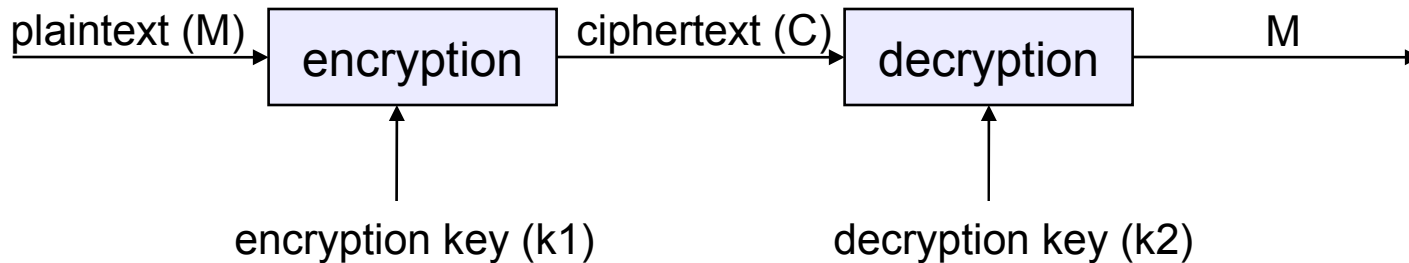 plaintext (M)
encryption
ciphertext (C)
decryption
M
encryption key (k1)
decryption key (k2)